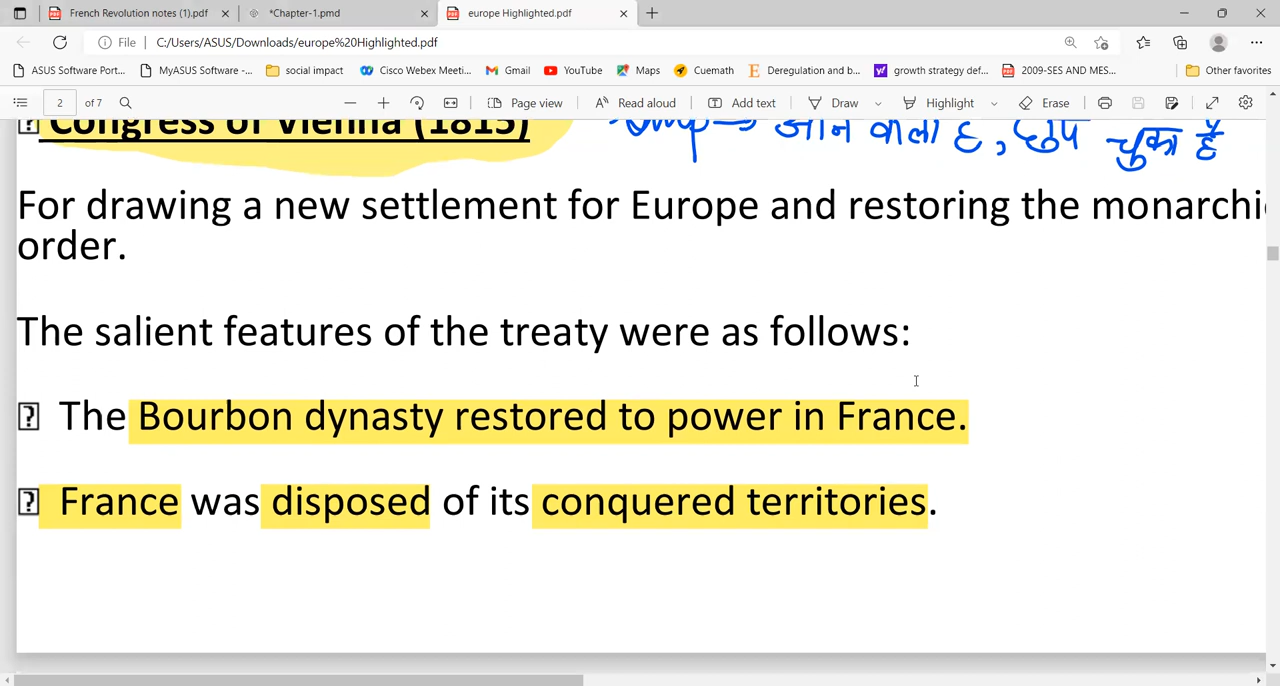 French Revolution notes (1).pdf
*Chapter-1.pmd
europe Highlighted.pdf
File
C:/Users/ASUS/Downloads/europe%20Highlighted.pdf
ASUS Software Port...
MyASUS Software -...
social impact
Cisco Webex Meeti...
Gmail
YouTube
Maps
Cuemath
Deregulation and b...
growth strategy def...
2009-SES AND MES...
Other favorites
2 of 7
Page view
Read aloud
Add text
Draw
Highlight
Erase
Congress of Vienna (1815)
Imp → आने वाला है, छप चुका है
For drawing a new settlement for Europe and restoring the monarchi
order.
The salient features of the treaty were as follows:
The Bourbon dynasty restored to power in France.
France was disposed of its conquered territories.